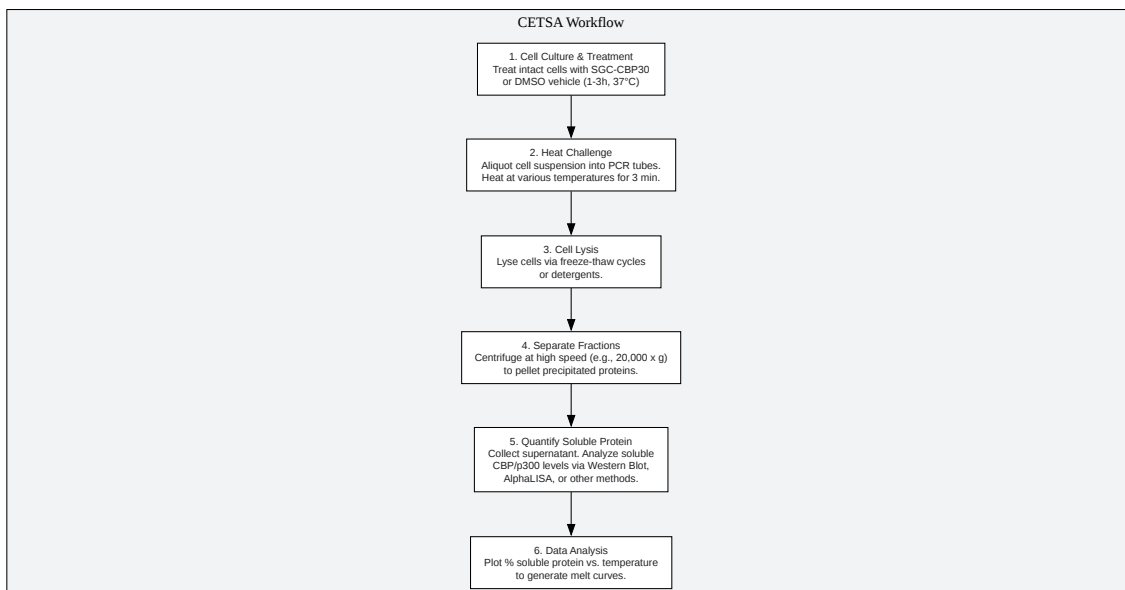 CETSA Workflow
1. Cell Culture & Treatment
Treat intact cells with SGC-CBP30
or DMSO vehicle (1-3h, 37°C)
2. Heat Challenge
Aliquot cell suspension into PCR tubes.
Heat at various temperatures for 3 min.
3. Cell Lysis
Lyse cells via freeze-thaw cycles
or detergents.
4. Separate Fractions
Centrifuge at high speed (e.g., 20,000 x g)
to pellet precipitated proteins.
5. Quantify Soluble Protein
Collect supernatant. Analyze soluble
CBP/p300 levels via Western Blot,
AlphaLISA, or other methods.
6. Data Analysis
Plot % soluble protein vs. temperature
to generate melt curves.